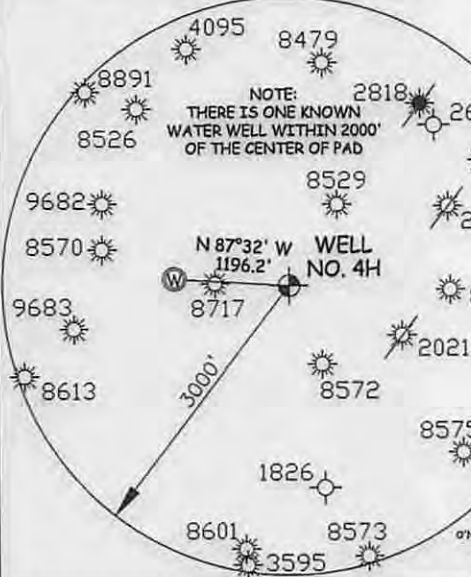 4095
8479
8891
NOTE:
THERE IS ONE KNOWN
WATER WELL WITHIN 2000'
OF THE CENTER OF PAD
2818
8526
8529
9682
8570
N 87°32' W
1196.2'
WELL
NO. 4H
W
8717
9683
2021
8613
3000'
8572
8575
1826
8601
8573
3595